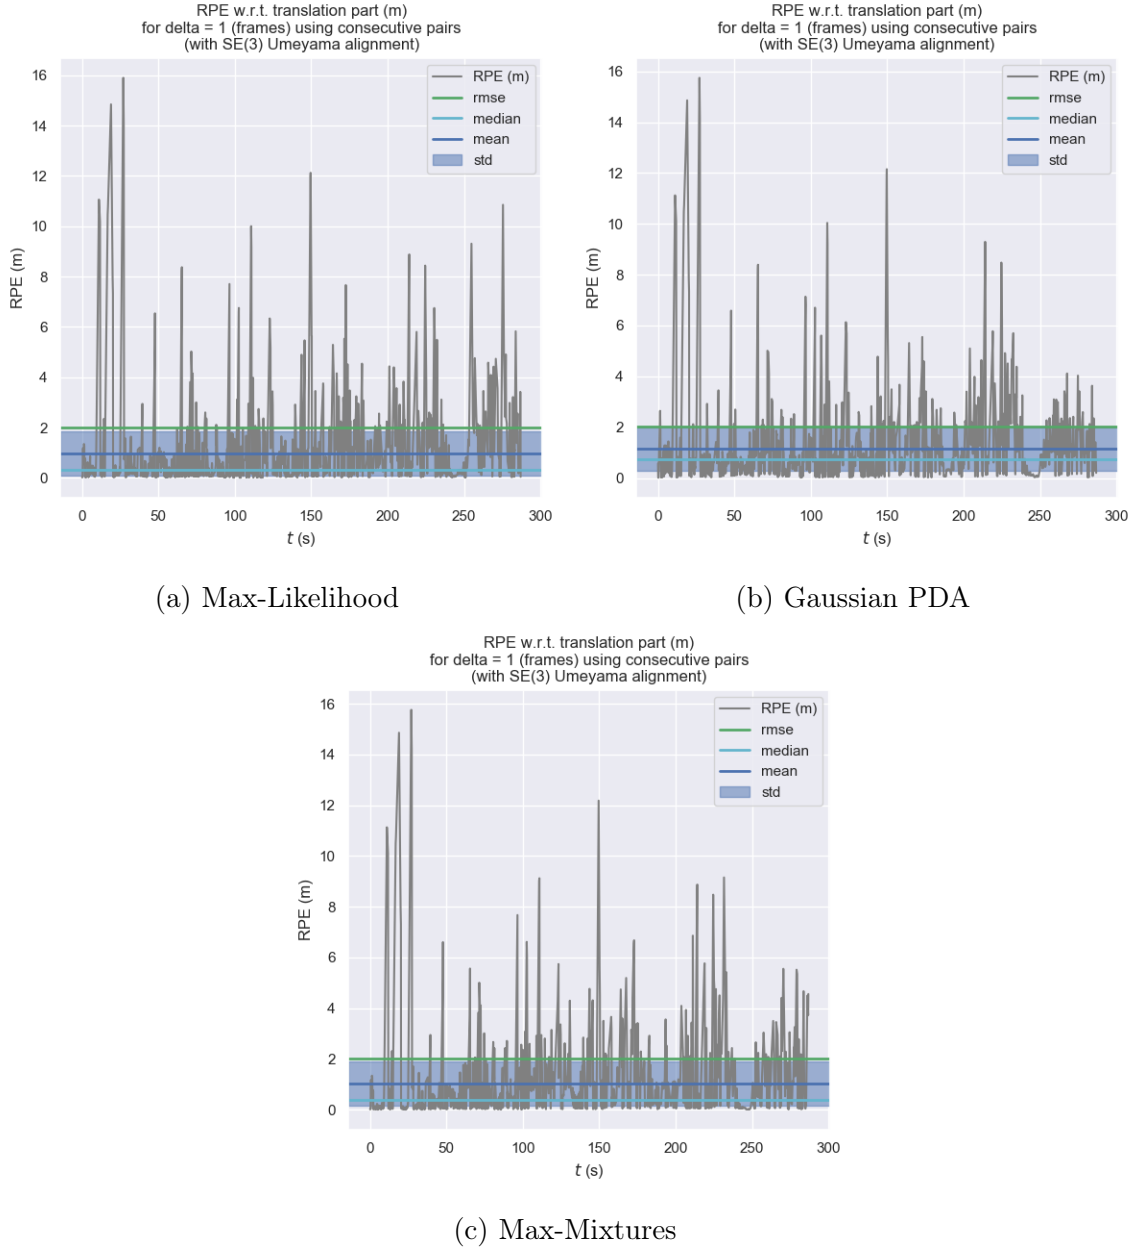 RPE w.r.t. translation part (m)
for delta = 1 (frames) using consecutive pairs
(with SE(3) Umeyama alignment)
16
14
12
10
8
6
4
2
0
RPE (m)
RPE (m)
rmse
median
mean
std
0
50
100
150
200
250
300
t (s)
(a) Max-Likelihood
RPE w.r.t. translation part (m)
for delta = 1 (frames) using consecutive pairs
(with SE(3) Umeyama alignment)
16
14
12
10
8
6
4
2
0
RPE (m)
RPE (m)
rmse
median
mean
std
0
50
100
150
200
250
300
t (s)
(b) Gaussian PDA
RPE w.r.t. translation part (m)
for delta = 1 (frames) using consecutive pairs
(with SE(3) Umeyama alignment)
16
14
12
10
8
6
4
2
0
RPE (m)
RPE (m)
rmse
median
mean
std
0
50
100
150
200
250
300
t (s)
(c) Max-Mixtures